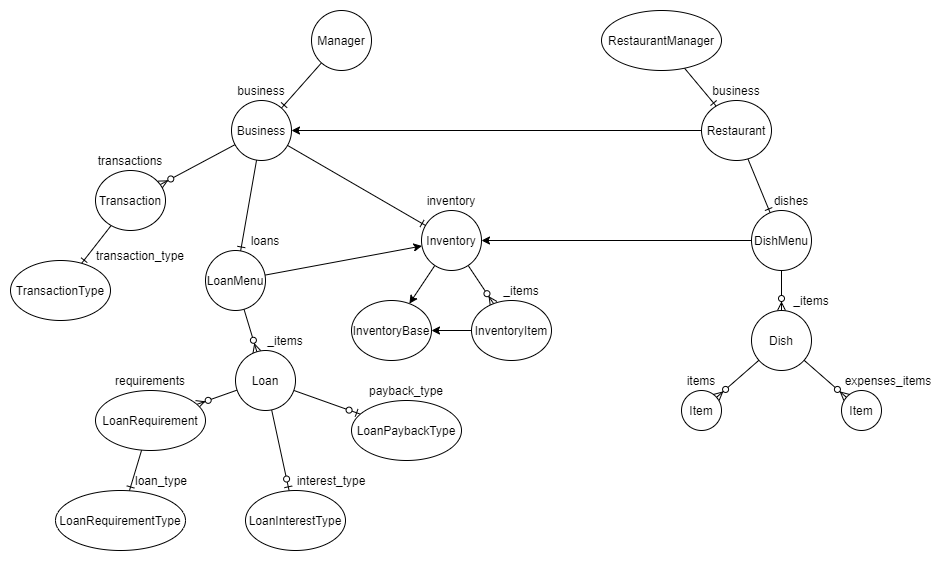 Manager
RestaurantManager
business
business
Business
Restaurant
transactions
Transaction
inventory
dishes
loans
Inventory
DishMenu
transaction_type
TransactionType
LoanMenu
_items
_items
InventoryBase
InventoryItem
_items
Dish
requirements
Loan
payback_type
items
expenses_items
LoanRequirement
LoanPaybackType
Item
Item
loan_type
interest_type
LoanRequirementType
LoanInterestType